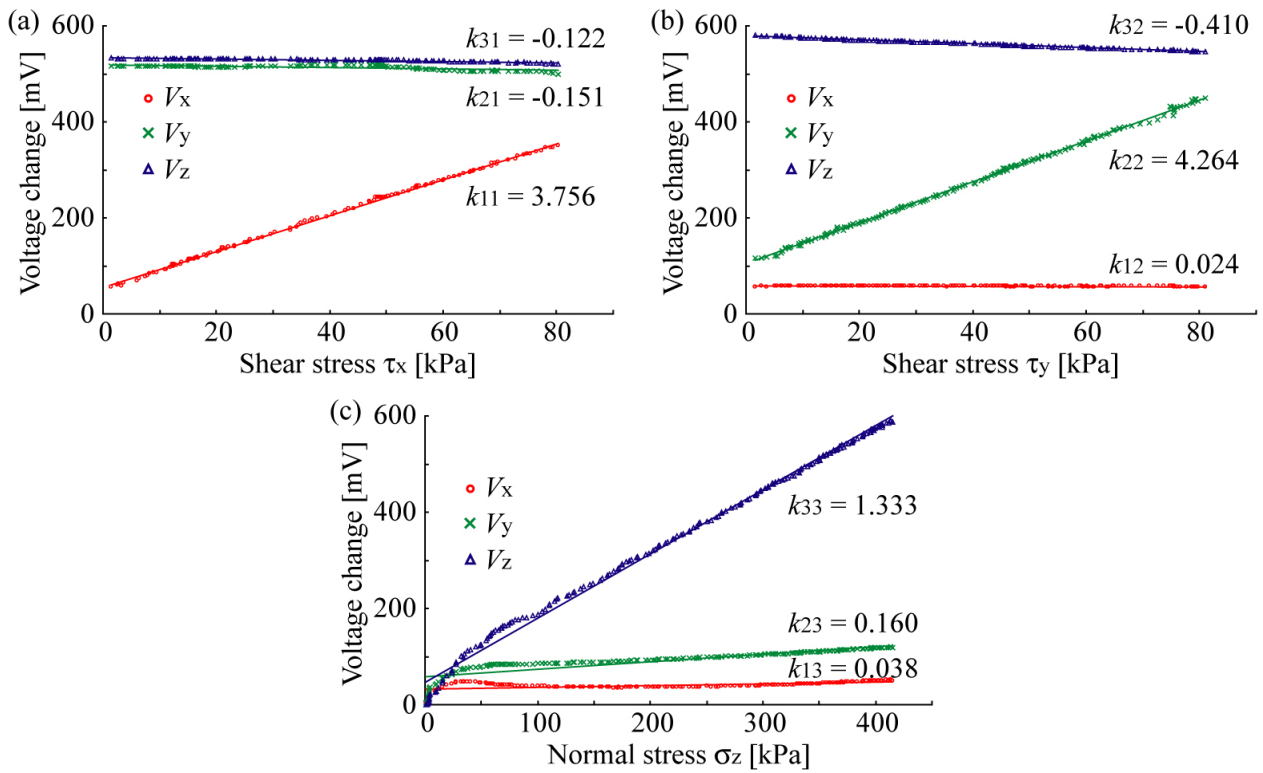 (a)
Voltage change [mV]
600
400
200
0
k31 = -0.122
k21 = -0.151
k11 = 3.756
Vx
Vy
Vz
0 20 40 60 80
Shear stress τx [kPa]
(b)
Voltage change [mV]
600
400
200
0
k32 = -0.410
k22 = 4.264
k12 = 0.024
Vx
Vy
Vz
0 20 40 60 80
Shear stress τy [kPa]
(c)
Voltage change [mV]
600
400
200
0
Vx
Vy
Vz
k33 = 1.333
k23 = 0.160
k13 = 0.038
0 100 200 300 400
Normal stress σz [kPa]